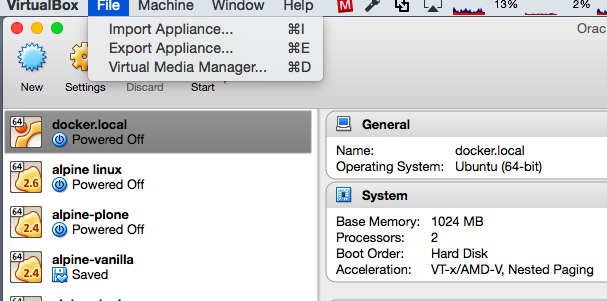 VirtualBox File Machine Window Help 13% 2%
Import Appliance... ⌘I
Export Appliance... ⌘E
Virtual Media Manager... ⌘D
Orac
New Settings Discard Start
64 docker.local
Powered Off
64 alpine linux
2.6 Powered Off
64 alpine-plone
2.4 Powered Off
64 alpine-vanilla
2.4 Saved
64
General
Name: docker.local
Operating System: Ubuntu (64-bit)
System
Base Memory: 1024 MB
Processors: 2
Boot Order: Hard Disk
Acceleration: VT-x/AMD-V, Nested Paging